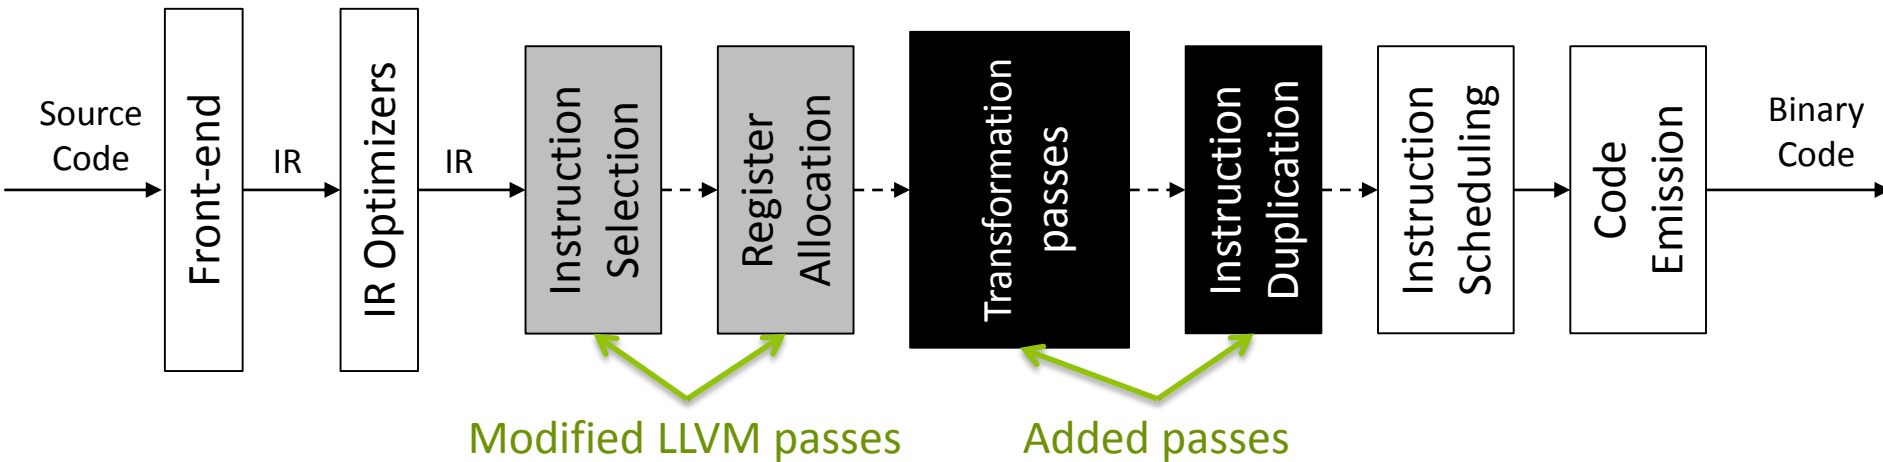 Source
Code
Front-end
IR
IR Optimizers
IR
Instruction
Selection
Register
Allocation
Transformation
passes
Instruction
Duplication
Instruction
Scheduling
Code
Emission
Binary
Code
Modified LLVM passes
Added passes